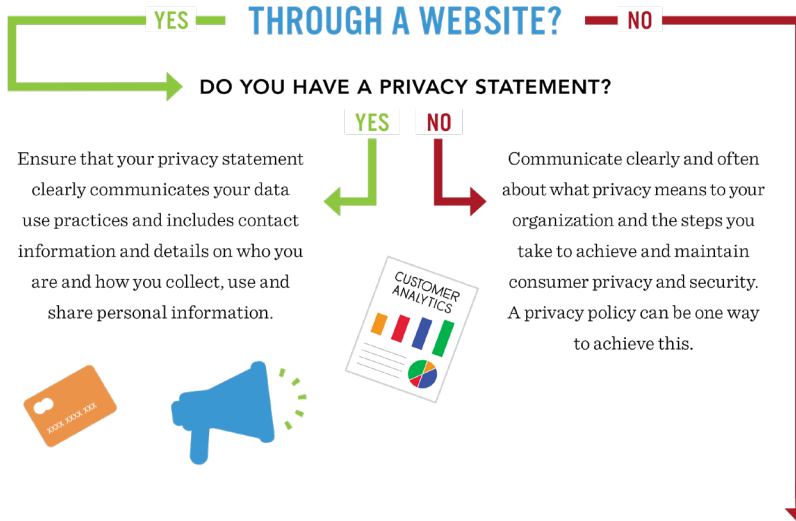 YES THROUGH A WEBSITE? NO
DO YOU HAVE A PRIVACY STATEMENT?
YES NO
Ensure that your privacy statement
clearly communicates your data
use practices and includes contact
information and details on who you
are and how you collect, use and
share personal information.
Communicate clearly and often
about what privacy means to your
organization and the steps you
take to achieve and maintain
consumer privacy and security.
A privacy policy can be one way
to achieve this.
CUSTOMER
ANALYTICS
XXXX XXXX XXX